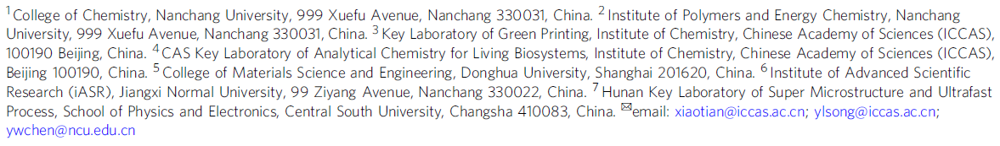 ¹College of Chemistry, Nanchang University, 999 Xuefu Avenue, Nanchang 330031, China. ²Institute of Polymers and Energy Chemistry, Nanchang
University, 999 Xuefu Avenue, Nanchang 330031, China. ³Key Laboratory of Green Printing, Institute of Chemistry, Chinese Academy of Sciences (ICCAS),
100190 Beijing, China. ⁴CAS Key Laboratory of Analytical Chemistry for Living Biosystems, Institute of Chemistry, Chinese Academy of Sciences (ICCAS),
Beijing 100190, China. ⁵College of Materials Science and Engineering, Donghua University, Shanghai 201620, China. ⁶Institute of Advanced Scientific
Research (iASR), Jiangxi Normal University, 99 Ziyang Avenue, Nanchang 330022, China. ⁷Hunan Key Laboratory of Super Microstructure and Ultrafast
Process, School of Physics and Electronics, Central South University, Changsha 410083, China. ✉email: xiaotian@iccas.ac.cn; ylsong@iccas.ac.cn;
ywchen@ncu.edu.cn